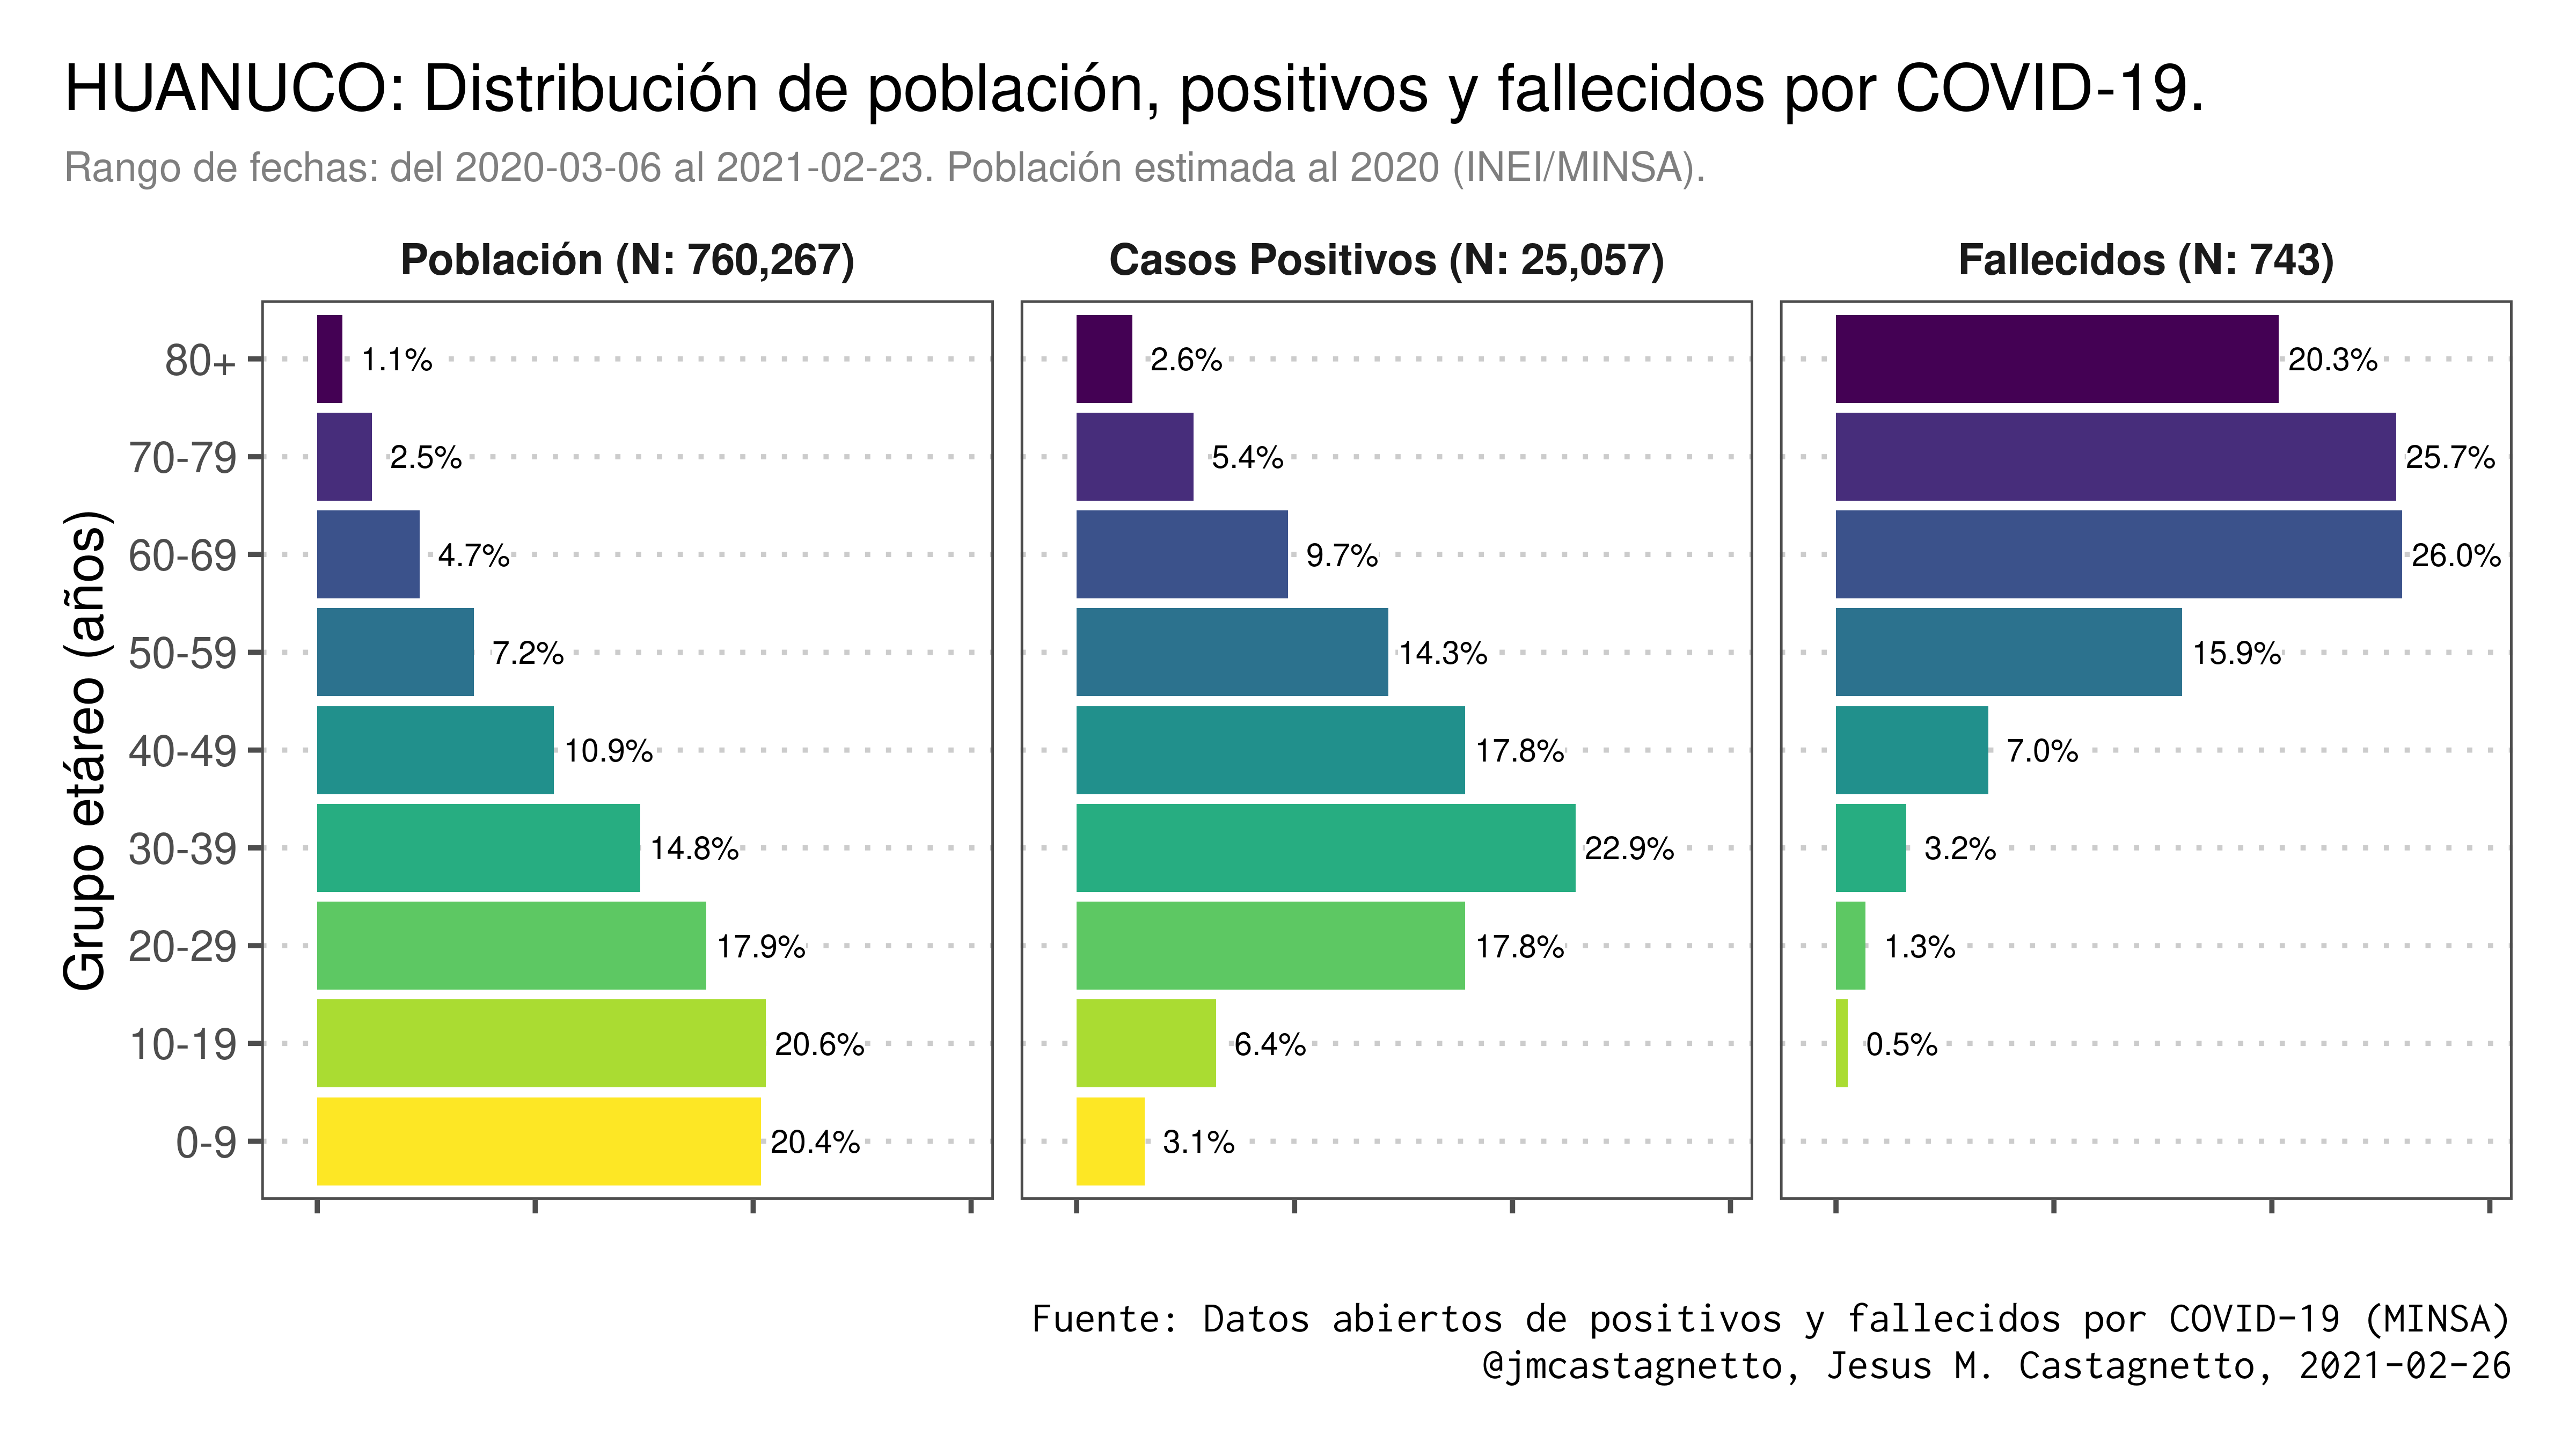 HUANUCO: Distribución de población, positivos y fallecidos por COVID-19.
Rango de fechas: del 2020-03-06 al 2021-02-23. Población estimada al 2020 (INEI/MINSA).
Población (N: 760,267)
Casos Positivos (N: 25,057)
Fallecidos (N: 743)
Grupo etáreo (años)
80+ 1.1% 2.6% 20.3%
70-79 2.5% 5.4% 25.7%
60-69 4.7% 9.7% 26.0%
50-59 7.2% 14.3% 15.9%
40-49 10.9% 17.8% 7.0%
30-39 14.8% 22.9% 3.2%
20-29 17.9% 17.8% 1.3%
10-19 20.6% 6.4% 0.5%
0-9 20.4% 3.1%
Fuente: Datos abiertos de positivos y fallecidos por COVID-19 (MINSA)
@jmcastagnetto, Jesus M. Castagnetto, 2021-02-26